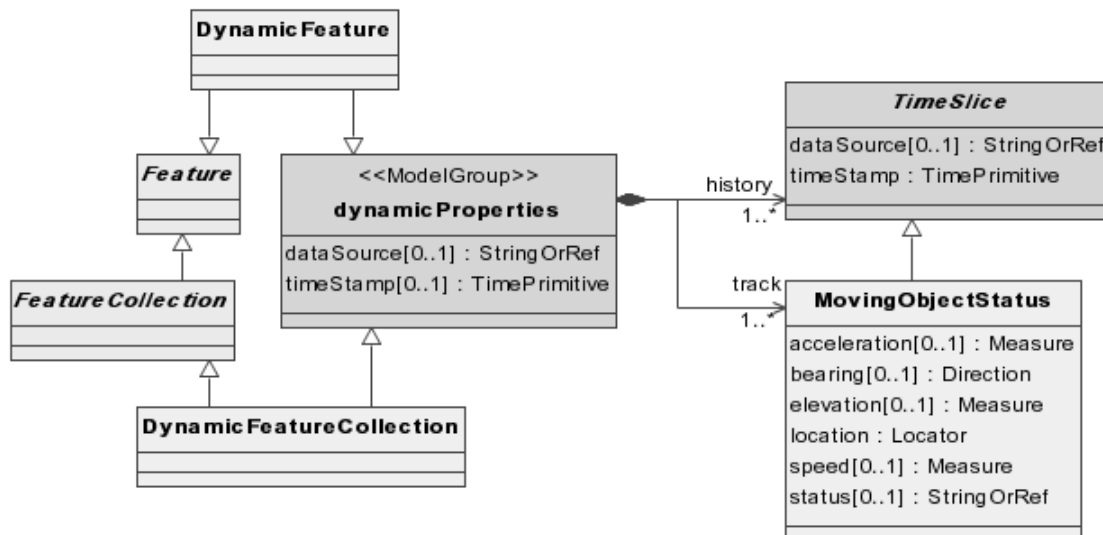 DynamicFeature
Feature
FeatureCollection
DynamicFeatureCollection
<<ModelGroup>>
dynamicProperties
dataSource[0..1] : StringOrRef
timeStamp[0..1] : TimePrimitive
history
1..*
track
1..*
TimeSlice
dataSource[0..1] : StringOrRef
timeStamp : TimePrimitive
MovingObjectStatus
acceleration[0..1] : Measure
bearing[0..1] : Direction
elevation[0..1] : Measure
location : Locator
speed[0..1] : Measure
status[0..1] : StringOrRef